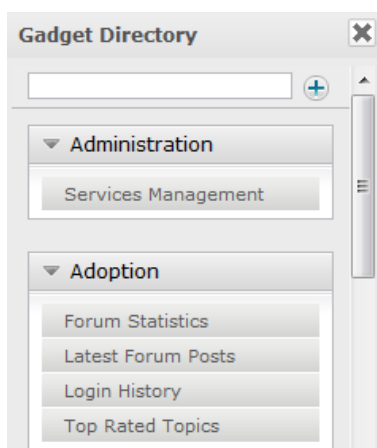 Gadget Directory
Administration
Services Management
Adoption
Forum Statistics
Latest Forum Posts
Login History
Top Rated Topics